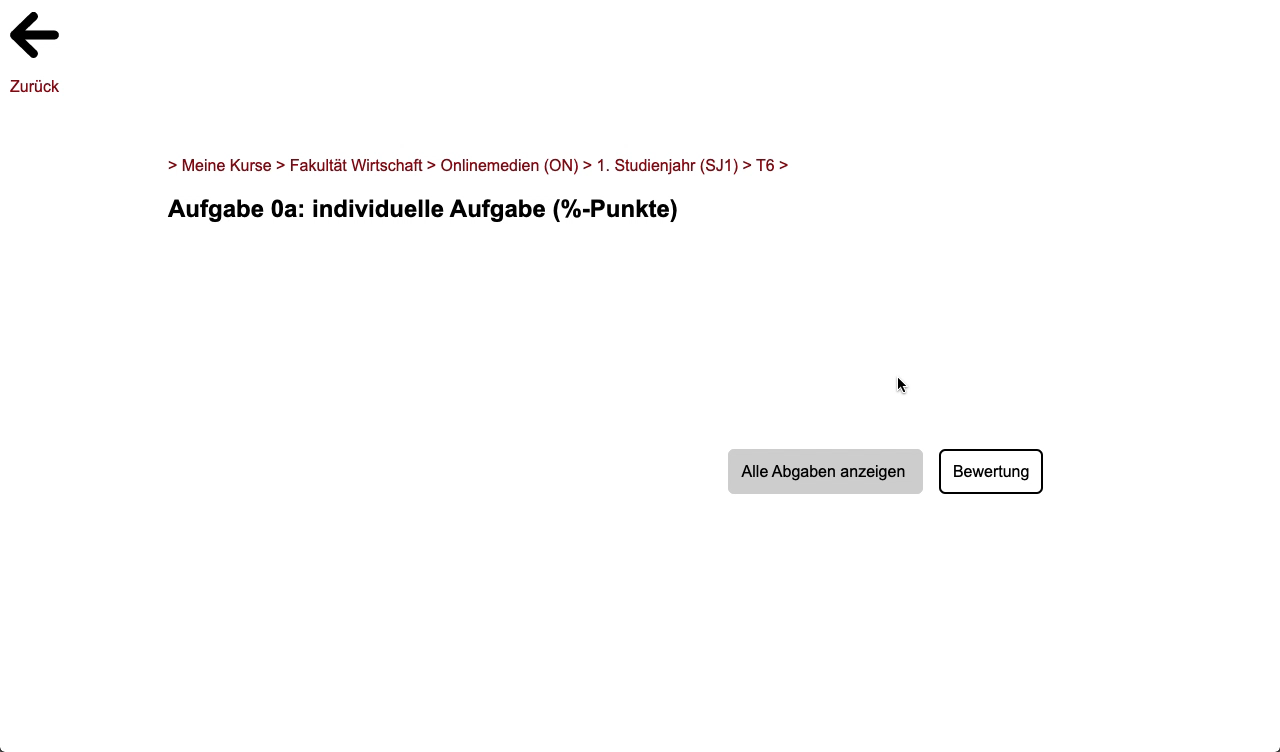 Zurück
> Meine Kurse > Fakultät Wirtschaft > Onlinemedien (ON) > 1. Studienjahr (SJ1) > T6 >
Aufgabe 0a: individuelle Aufgabe (%-Punkte)
Alle Abgaben anzeigen Bewertung